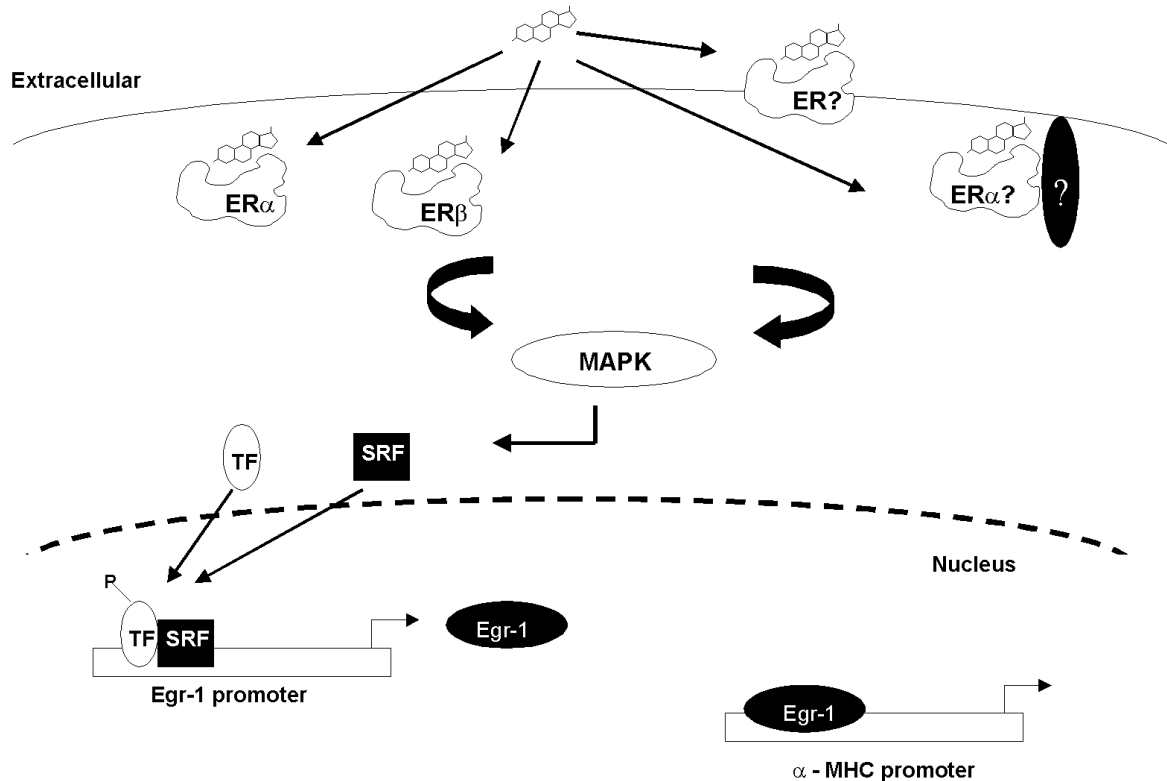 Extracellular
ER?
ERα
ERβ
ERα?
?
MAPK
TF
SRF
Nucleus
P
TF
SRF
Egr-1
Egr-1 promoter
Egr-1
α - MHC promoter